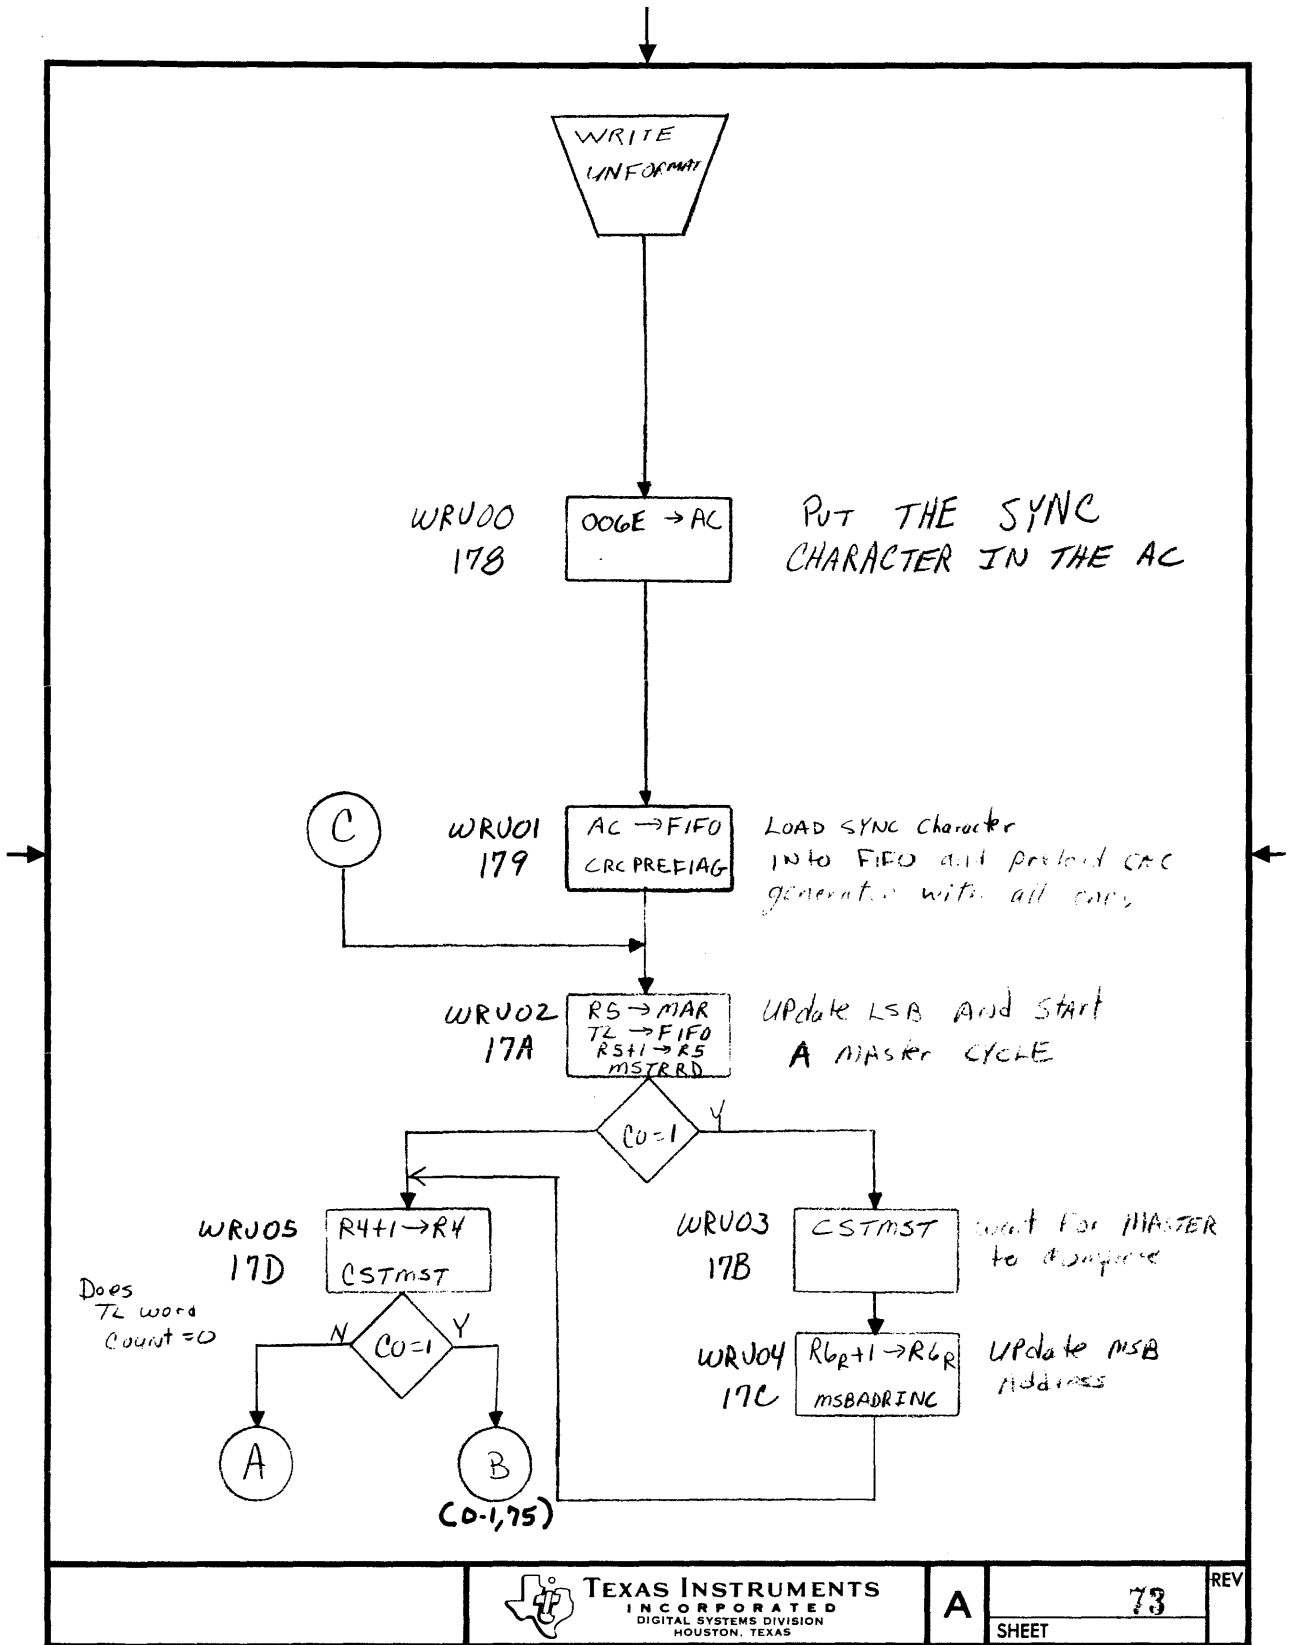 WRITE
UNFORMAT
WRU00
178
006E → AC
PUT THE SYNC
CHARACTER IN THE AC
C
WRU01
179
AC → FIFO
CRCPREFLAG
LOAD SYNC Character
INto FIFO and preload CRC
generator with all ones
WRU02
17A
R5 → MAR
TL → FIFO
R5+1 → R5
MSTRRD
UPdate LSB And Start
A MAster CYCLE
CO=1
Y
WRU05
17D
R4+1 → R4
CSTMST
WRU03
17B
CSTMST
wait For MASTER
to complete
Does
TL word
Count =0
N
CO=1
Y
WRU04
17C
R6R+1 → R6R
MSBADRINC
UPdate MSB
Address
A
B
(D-1,75)
TEXAS INSTRUMENTS
INCORPORATED
DIGITAL SYSTEMS DIVISION
HOUSTON, TEXAS
A
73
SHEET
REV